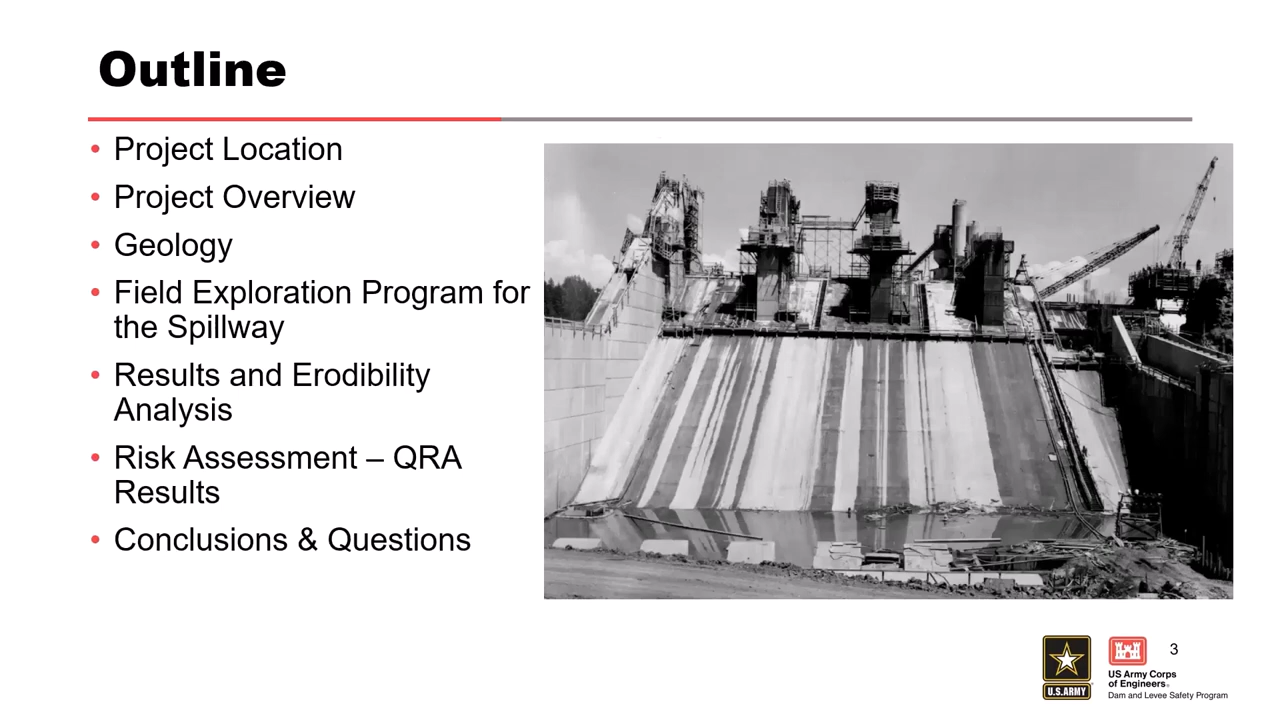 Outline
• Project Location
• Project Overview
• Geology
• Field Exploration Program for
the Spillway
• Results and Erodibility
Analysis
• Risk Assessment – QRA
Results
• Conclusions & Questions
U.S.ARMY
US Army Corps
of Engineers®
Dam and Levee Safety Program
3